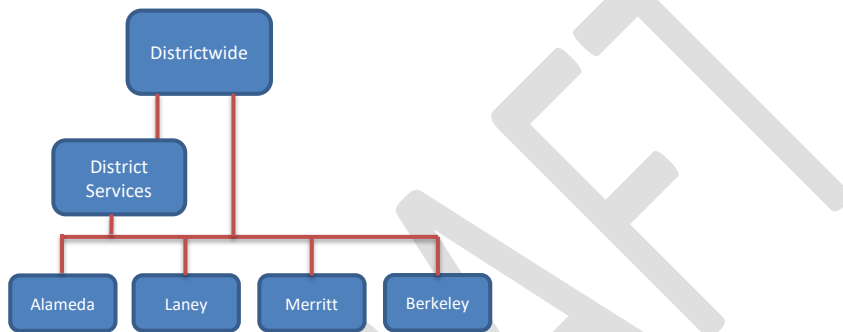 Districtwide
District
Services
Alameda
Laney
Merritt
Berkeley